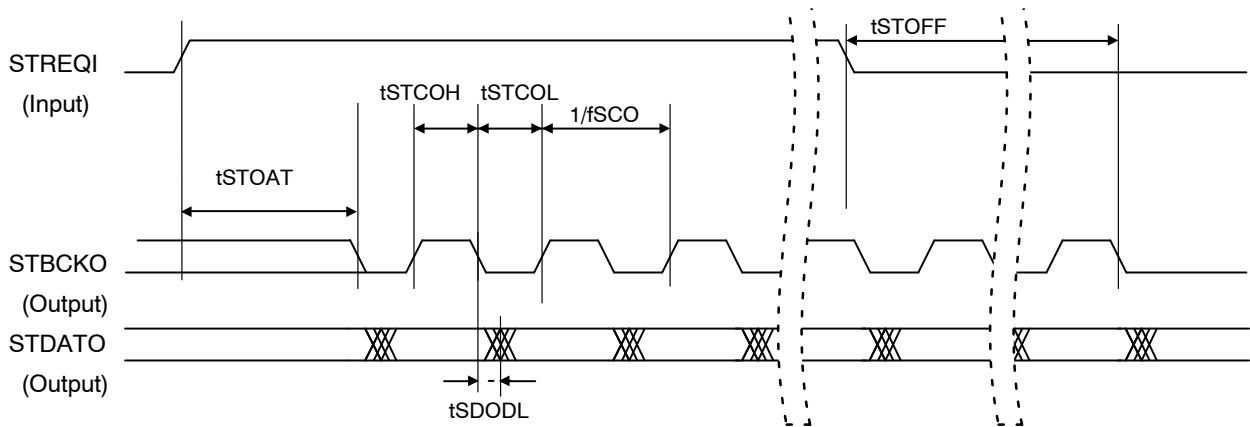 tSTOFF
STREQI
(Input)
tSTCOH
tSTCOL
1/fSCO
tSTOAT
STBCKO
(Output)
STDATO
(Output)
tSDODL